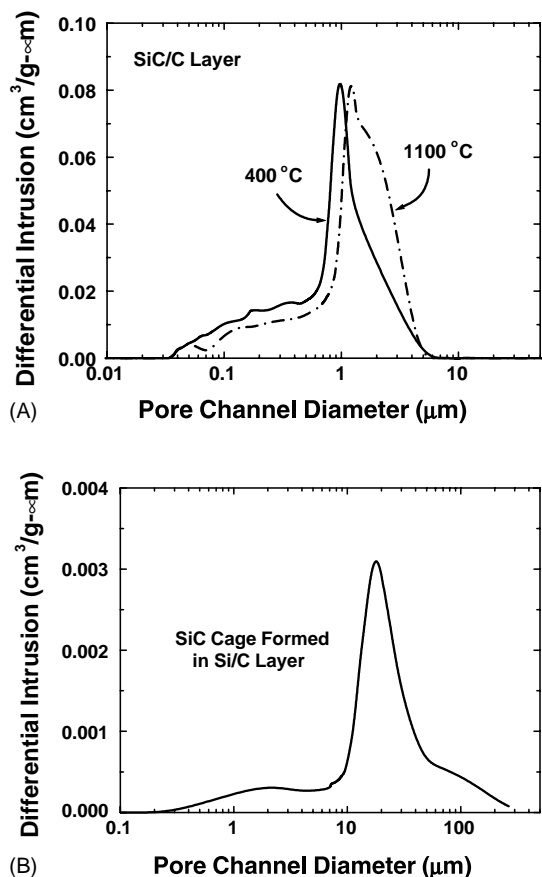 Differential Intrusion (cm³/g-∝m)
0.10
0.08
0.06
0.04
0.02
0.00
SiC/C Layer
400 °C
1100 °C
0.01
0.1
1
10
Pore Channel Diameter (μm)
(A)
Differential Intrusion (cm³/g-∝m)
0.004
0.003
0.002
0.001
0.000
SiC Cage Formed
in Si/C Layer
0.1
1
10
100
Pore Channel Diameter (μm)
(B)